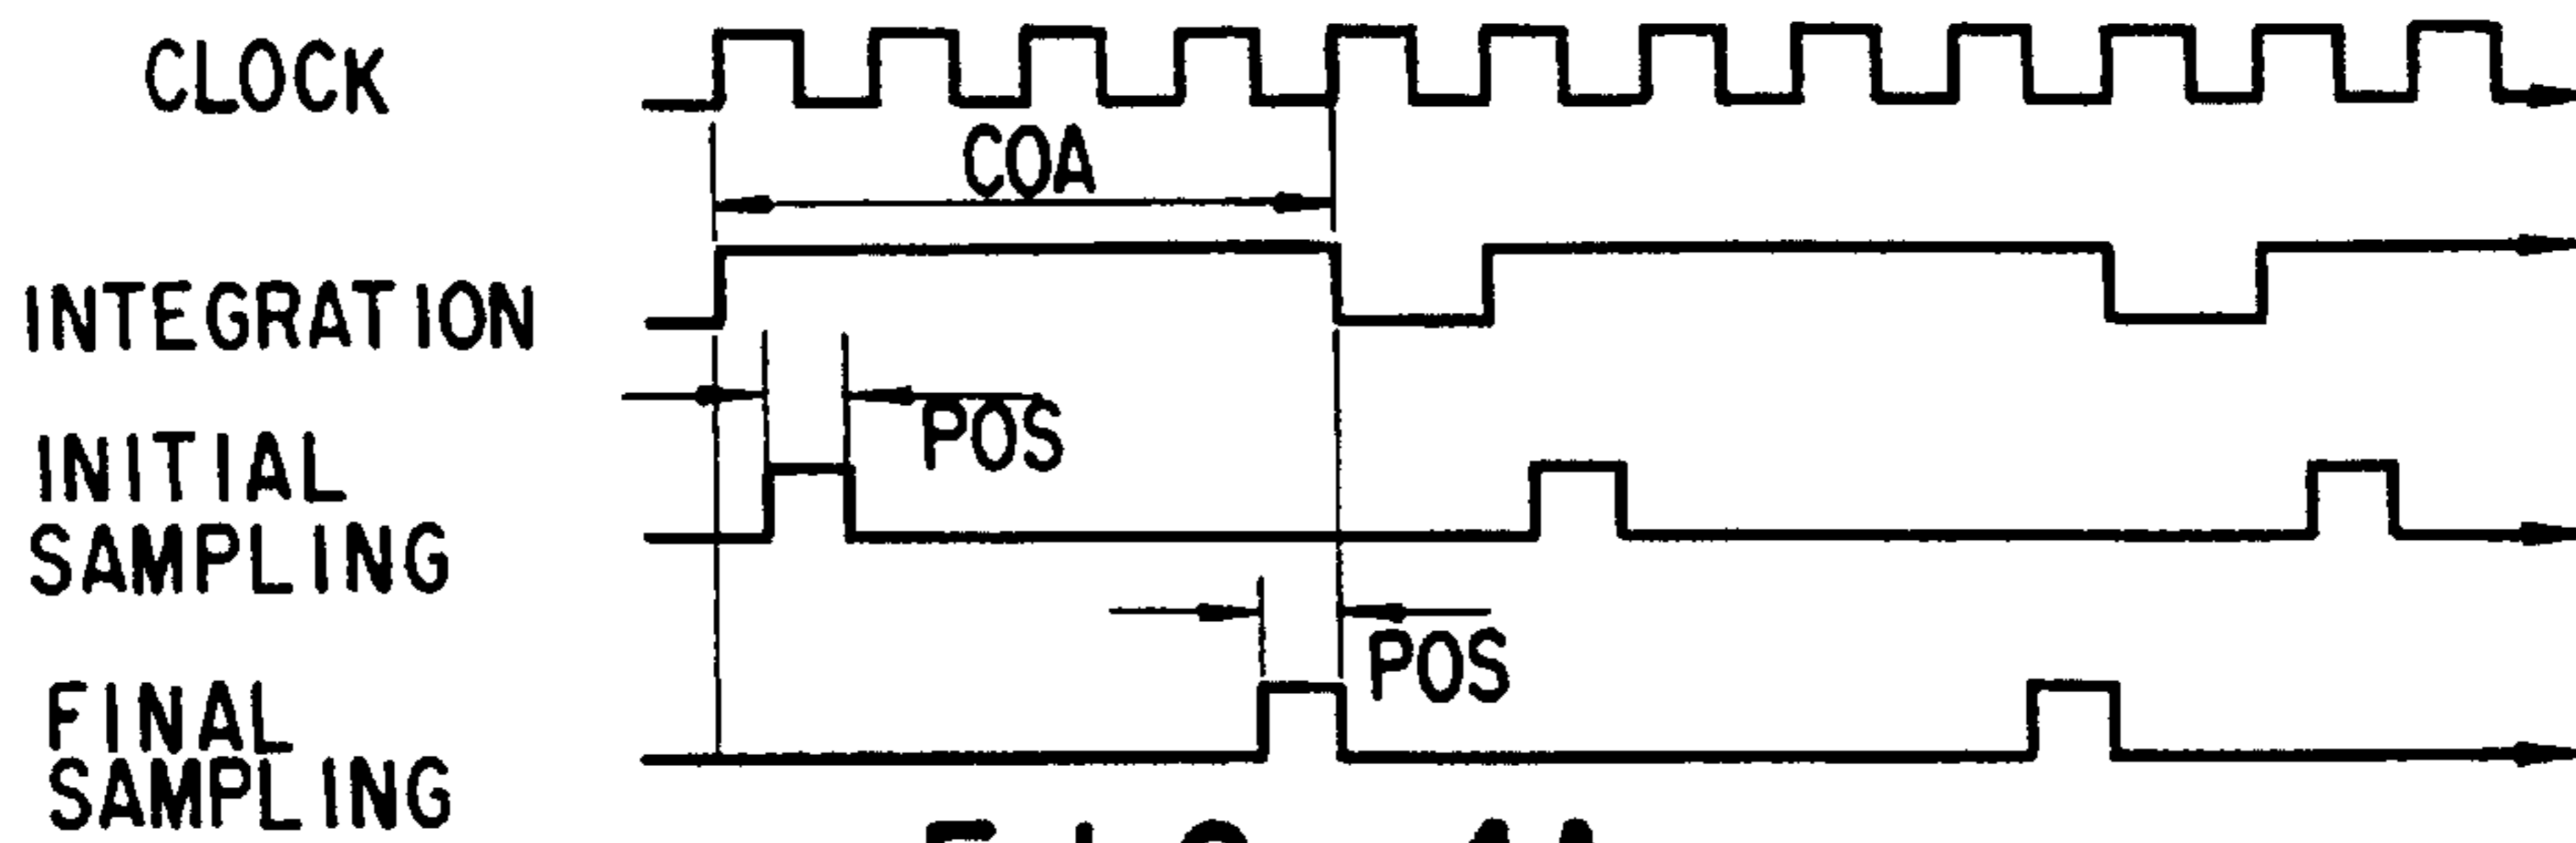 CLOCK
COA
INTEGRATION
POS
INITIAL
SAMPLING
POS
FINAL
SAMPLING